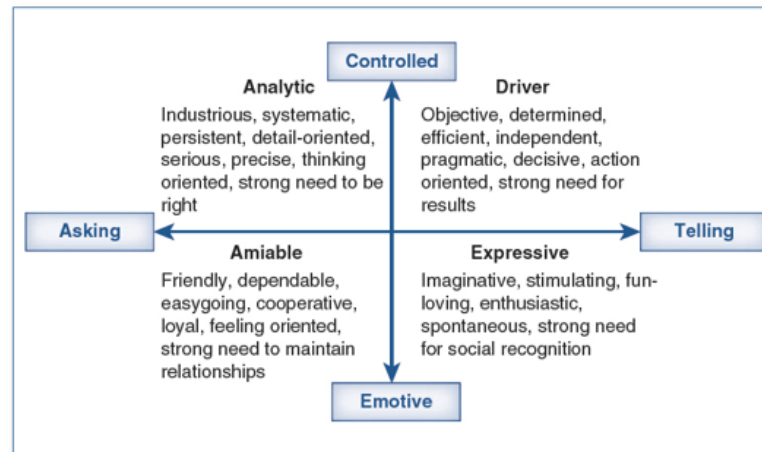 Controlled
Analytic
Industrious, systematic,
persistent, detail-oriented,
serious, precise, thinking
oriented, strong need to be
right
Driver
Objective, determined,
efficient, independent,
pragmatic, decisive, action
oriented, strong need for
results
Asking
Telling
Amiable
Friendly, dependable,
easygoing, cooperative,
loyal, feeling oriented,
strong need to maintain
relationships
Expressive
Imaginative, stimulating, fun-
loving, enthusiastic,
spontaneous, strong need
for social recognition
Emotive